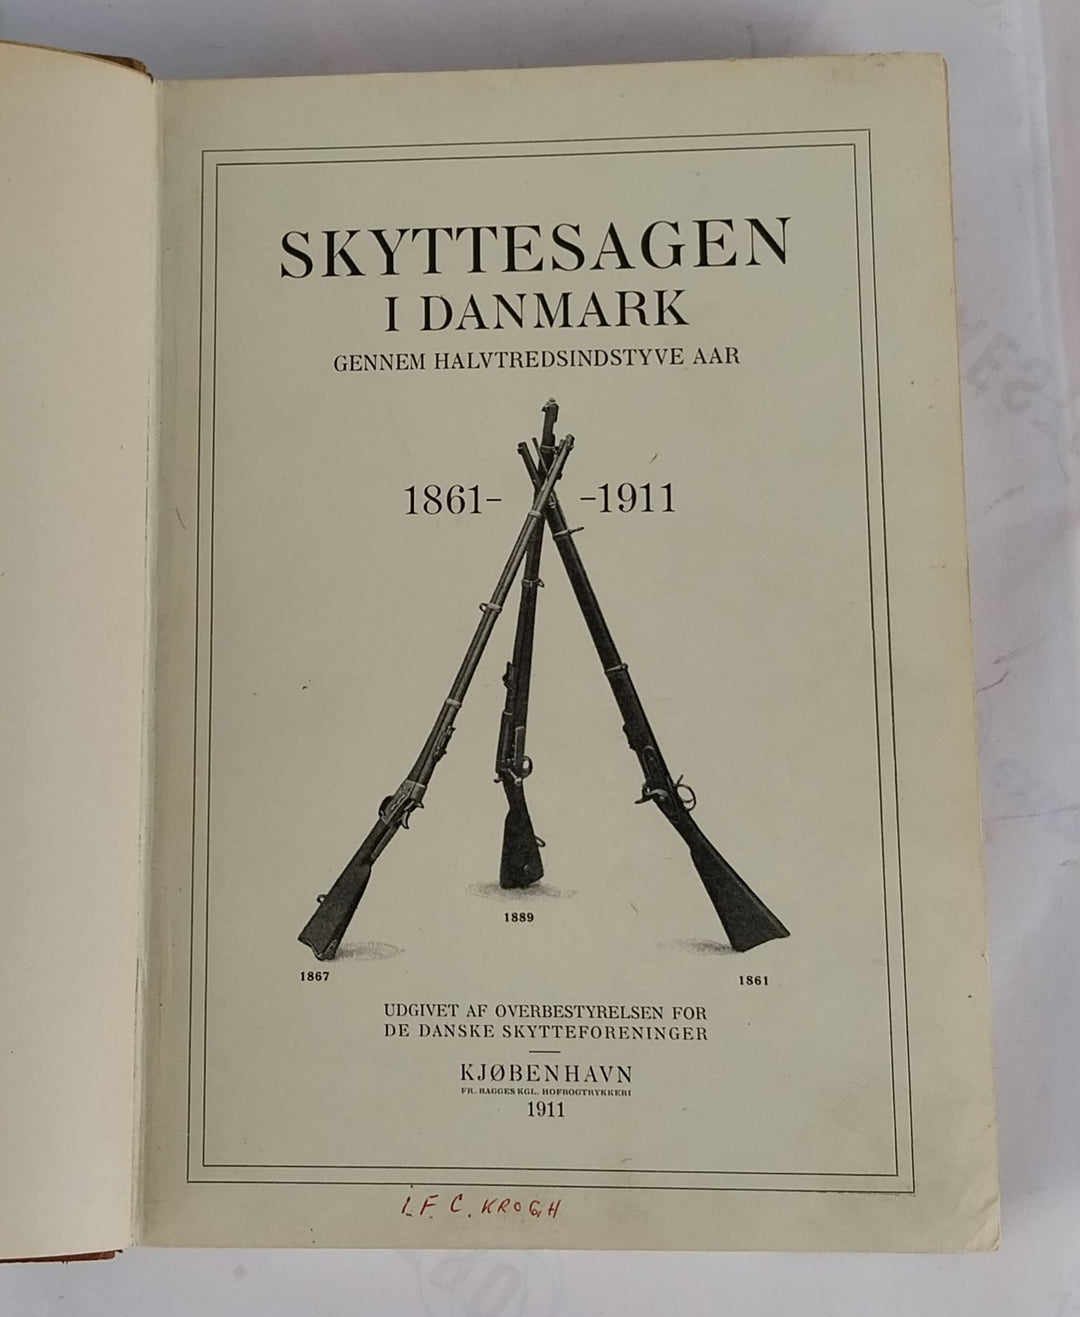 SKYTTESAGEN
I DANMARK
GENNEM HALVTREDSINDSTYVE AAR
1861- -1911
1889
1867
1861
UDGIVET AF OVERBESTYRELSEN FOR
DE DANSKE SKYTTEFORENINGER
KJØBENHAVN
FR. BAGGES KGL. HOFBOGTRYKKERI
1911
I. F. C. KROGH